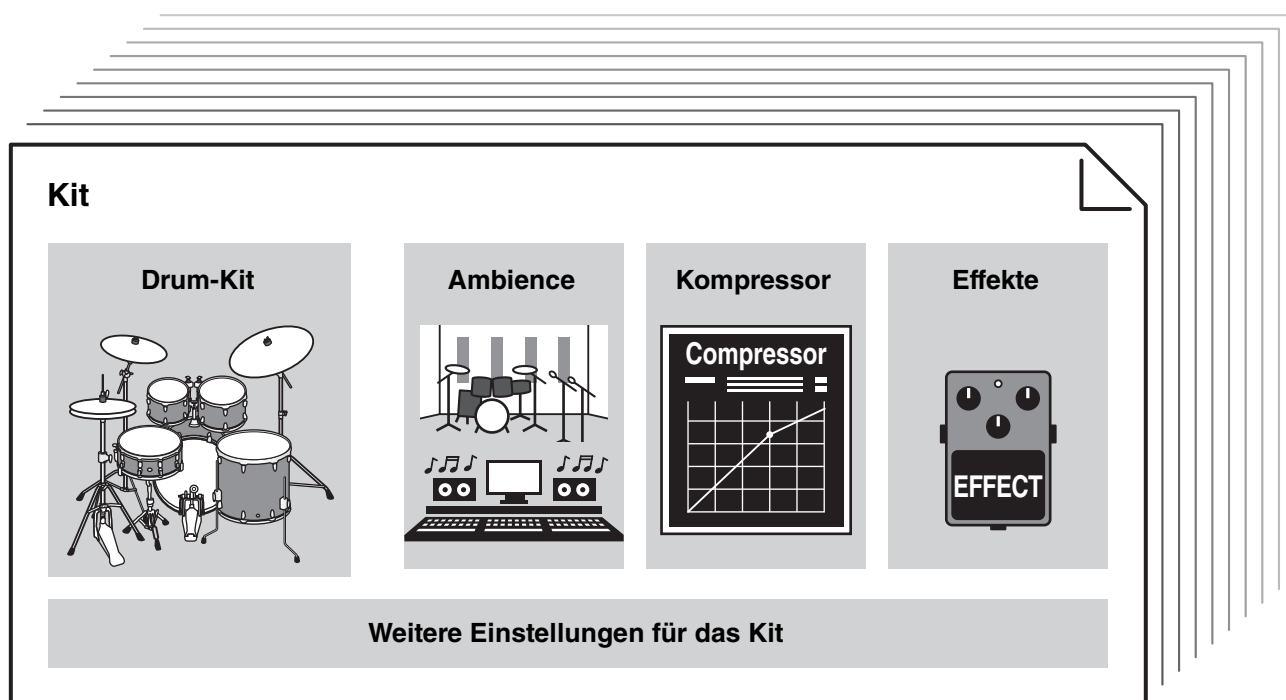 Kit
Drum-Kit
Ambience
Kompressor
Effekte
Compressor
EFFECT
Weitere Einstellungen für das Kit